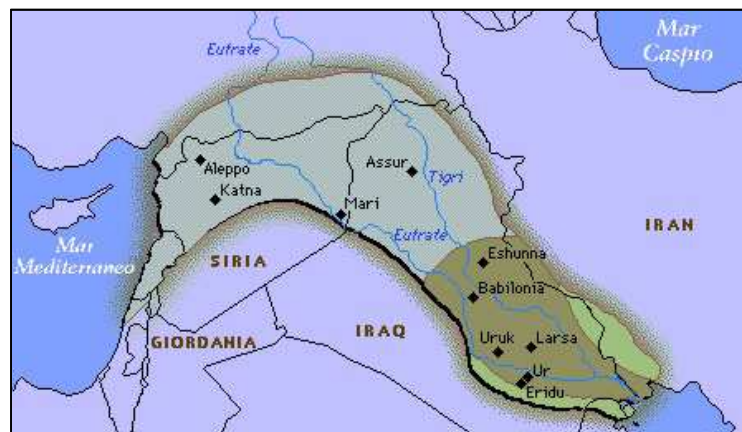 Eufrate
Mar
Caspio
Aleppo
Katna
Assur
Tigri
Mari
Mar
Mediterraneo
Eufrate
IRAN
SIRIA
Eshunna
Babilonia
GIORDAHIA
IRAQ
Uruk
Larsa
Ur
Eridu